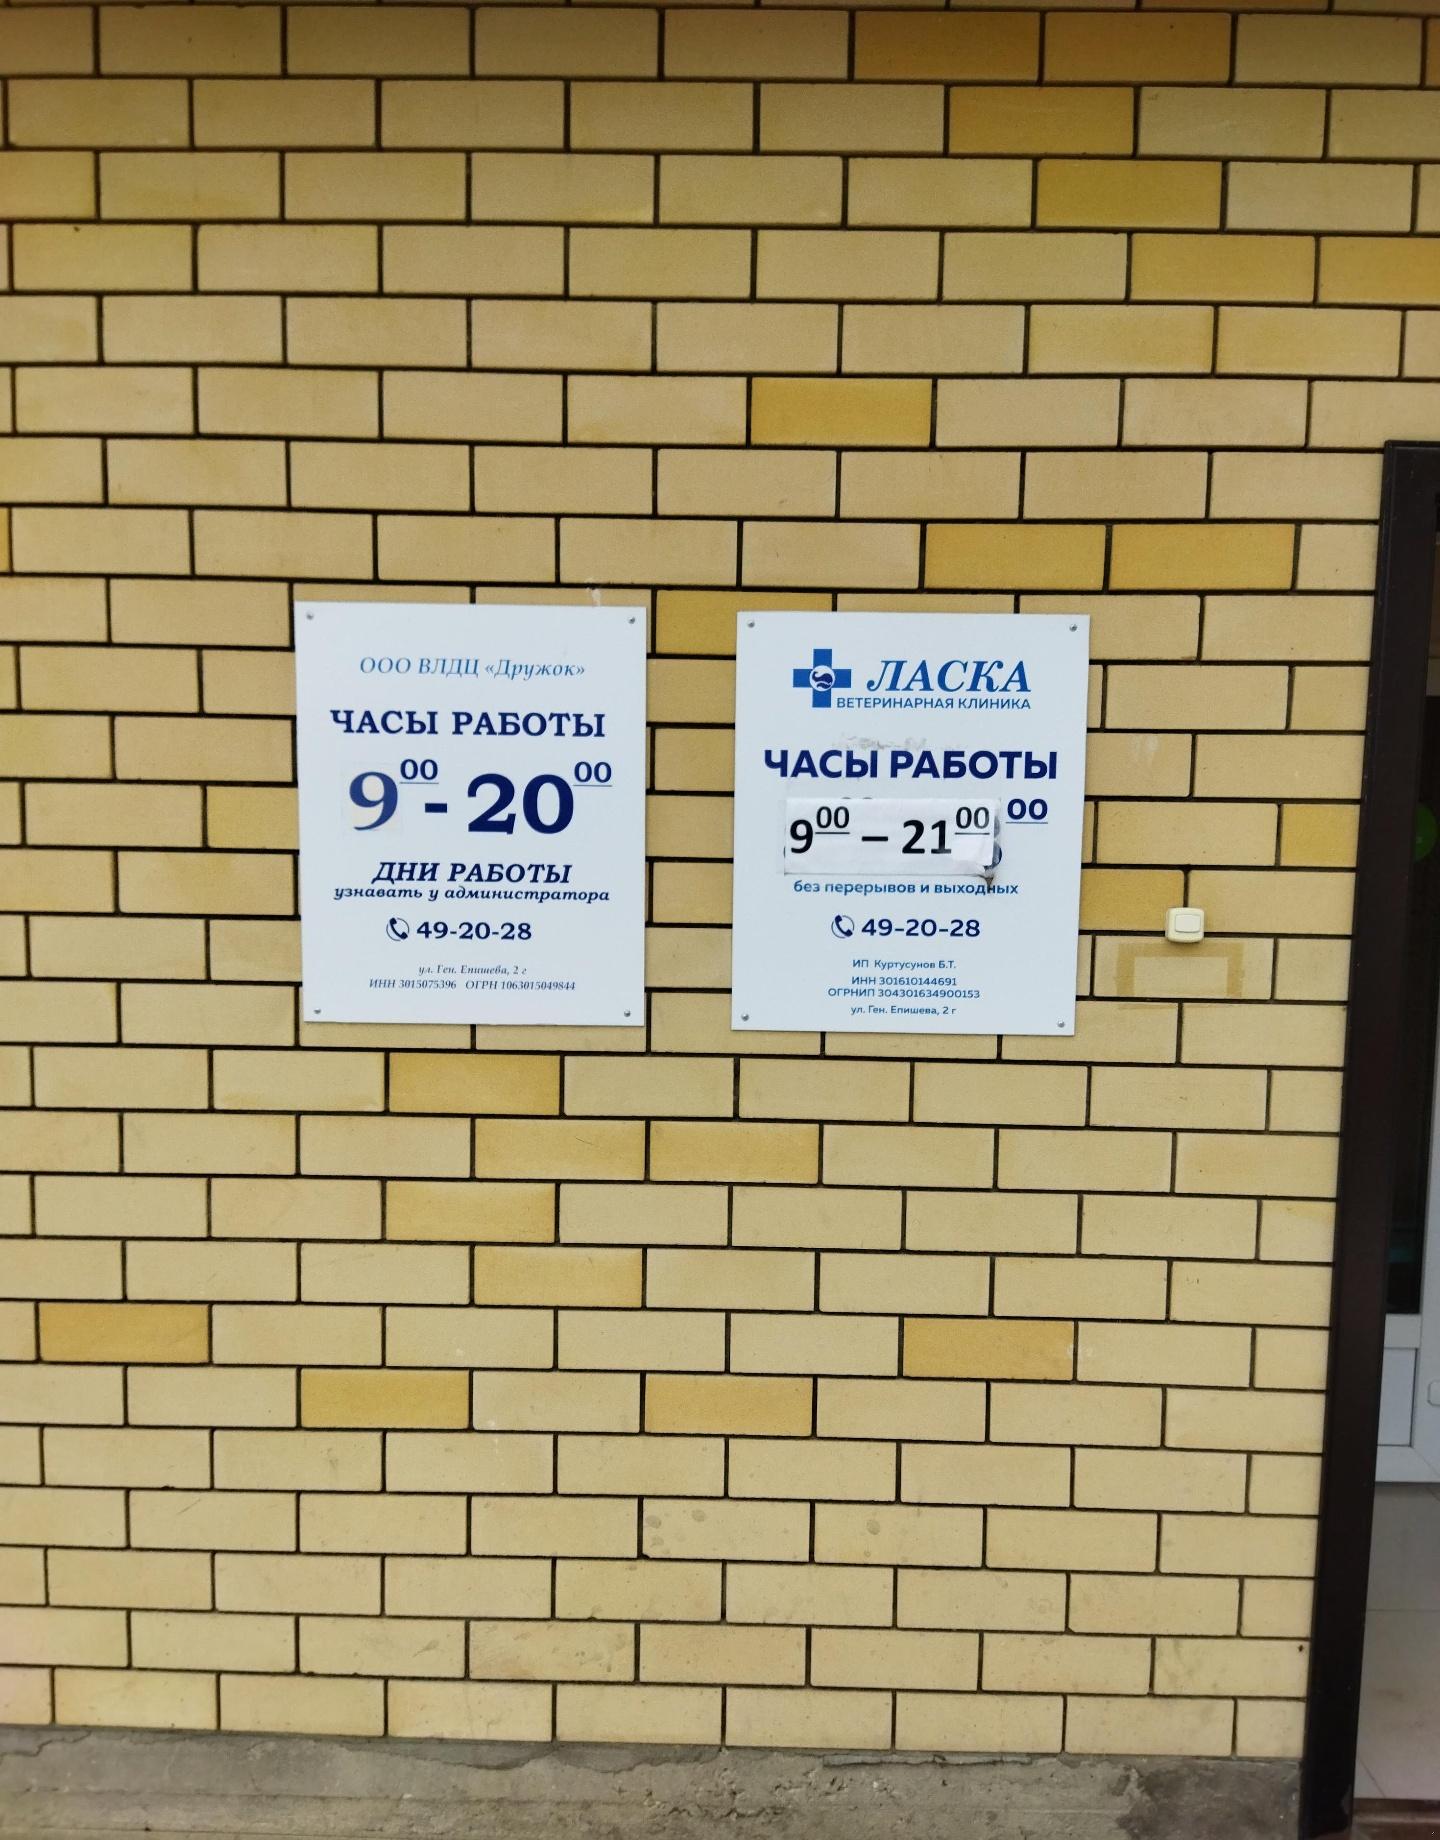 ООО ВЛДЦ «Дружок»
ЧАСЫ РАБОТЫ
9⁰⁰ - 20⁰⁰
ДНИ РАБОТЫ
узнавать у администратора
49-20-28
ул. Ген. Епишева, 2 г
ИНН 3015075396 ОГРН 1063015049844
ЛАСКА
ВЕТЕРИНАРНАЯ КЛИНИКА
ЧАСЫ РАБОТЫ
9⁰⁰ – 21⁰⁰ ⁰⁰
без перерывов и выходных
49-20-28
ИП Куртусунов Б.Т.
ИНН 301610144691
ОГРНИП 304301634900153
ул. Ген. Епишева, 2 г